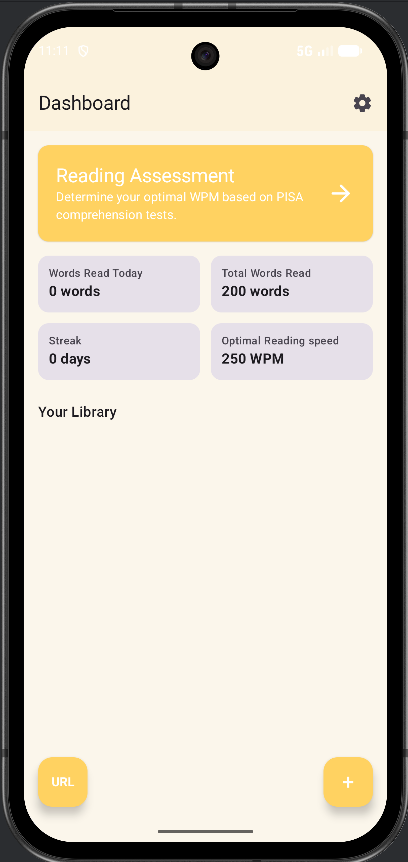 11:11 5G
Dashboard
Reading Assessment
Determine your optimal WPM based on PISA
comprehension tests.
Words Read Today
0 words
Total Words Read
200 words
Streak
0 days
Optimal Reading speed
250 WPM
Your Library
URL
+